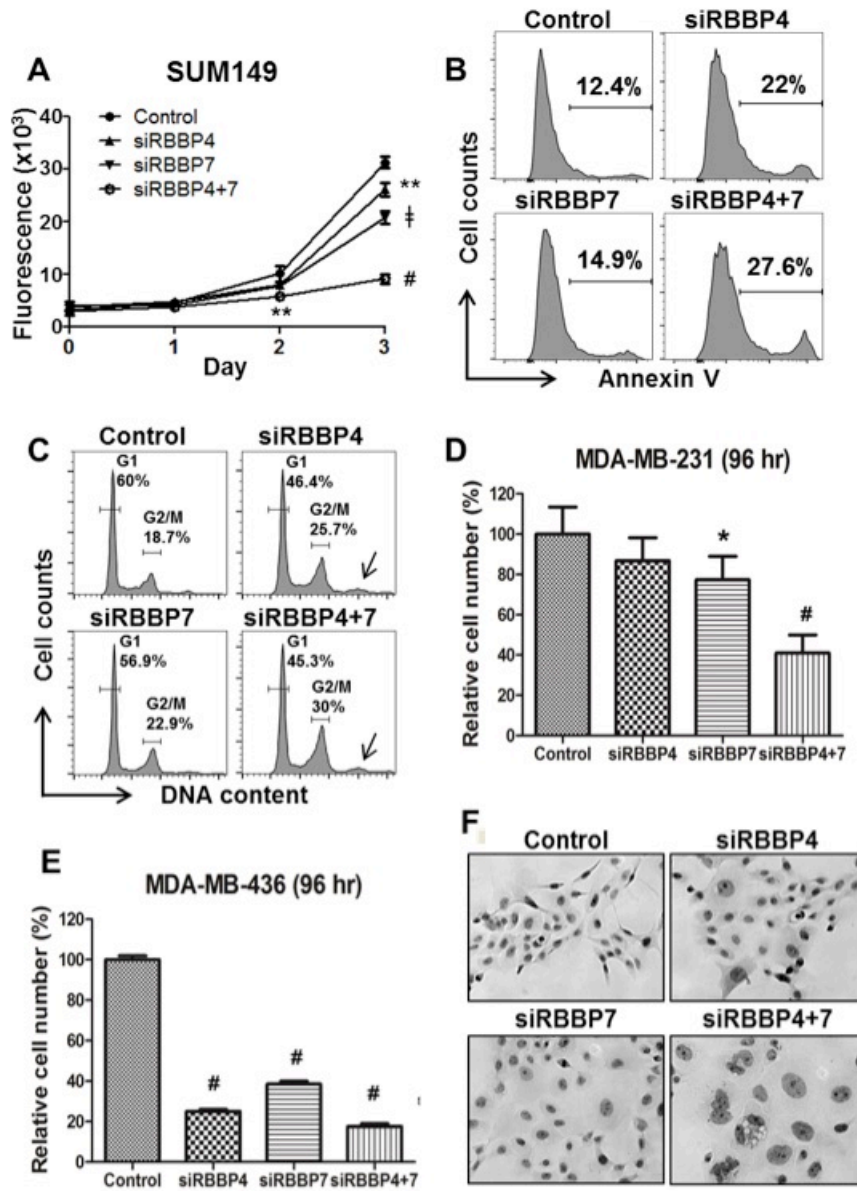 A
SUM149
Fluorescence (x10³)
40
30
20
10
0
Control
siRBBP4
siRBBP7
siRBBP4+7
**
‡
#
**
0 1 2 3
Day
B
Control siRBBP4
12.4% 22%
siRBBP7 siRBBP4+7
14.9% 27.6%
Cell counts
Annexin V
C
Control siRBBP4
G1
60%
G2/M
18.7%
G1
46.4%
G2/M
25.7%
siRBBP7 siRBBP4+7
G1
56.9%
G2/M
22.9%
G1
45.3%
G2/M
30%
Cell counts
DNA content
D
MDA-MB-231 (96 hr)
Relative cell number (%)
120
100
80
60
40
20
0
*
#
Control siRBBP4 siRBBP7 siRBBP4+7
E
MDA-MB-436 (96 hr)
Relative cell number (%)
120
100
80
60
40
20
0
# # #
Control siRBBP4 siRBBP7 siRBBP4+7
F
Control siRBBP4
siRBBP7 siRBBP4+7